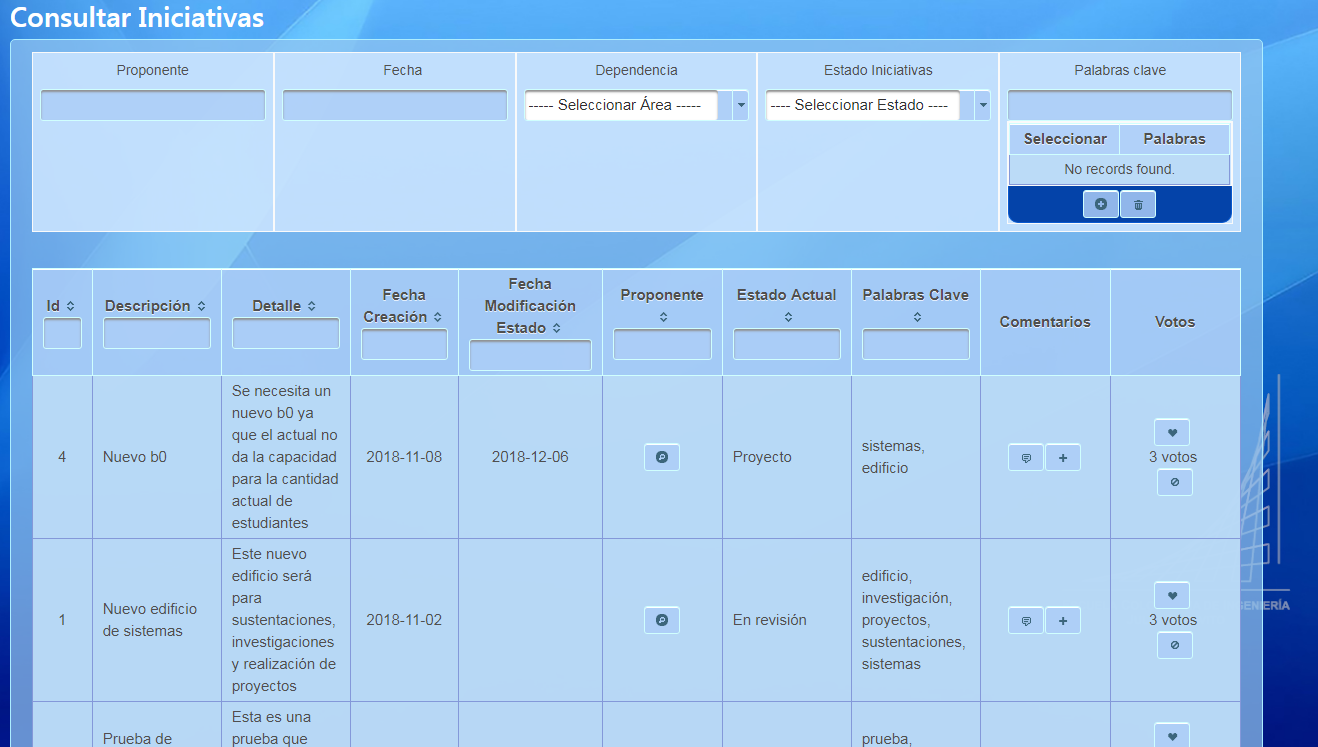 Consultar Iniciativas
Proponente
Fecha
Dependencia
Estado Iniciativas
Palabras clave
----- Seleccionar Área -----
---- Seleccionar Estado ----
Seleccionar
Palabras
No records found.
Id
Descripción
Detalle
Fecha
Creación
Fecha
Modificación
Estado
Proponente
Estado Actual
Palabras Clave
Comentarios
Votos
4
Nuevo b0
Se necesita un
nuevo b0 ya
que el actual no
da la capacidad
para la cantidad
actual de
estudiantes
2018-11-08
2018-12-06
Proyecto
sistemas,
edificio
3 votos
1
Nuevo edificio
de sistemas
Este nuevo
edificio será
para
sustentaciones,
investigaciones
y realización de
proyectos
2018-11-02
En revisión
edificio,
investigación,
proyectos,
sustentaciones,
sistemas
3 votos
Prueba de
Esta es una
prueba que
prueba,